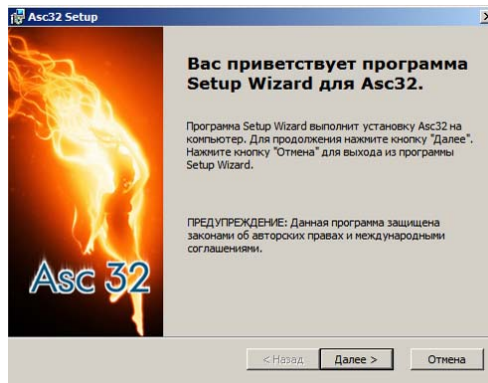 Asc32 Setup
Вас приветствует программа
Setup Wizard для Asc32.
Программа Setup Wizard выполнит установку Asc32 на
компьютер. Для продолжения нажмите кнопку "Далее".
Нажмите кнопку "Отмена" для выхода из программы
Setup Wizard.
ПРЕДУПРЕЖДЕНИЕ: Данная программа защищена
законами об авторских правах и международными
соглашениями.
Asc 32
< Назад Далее > Отмена